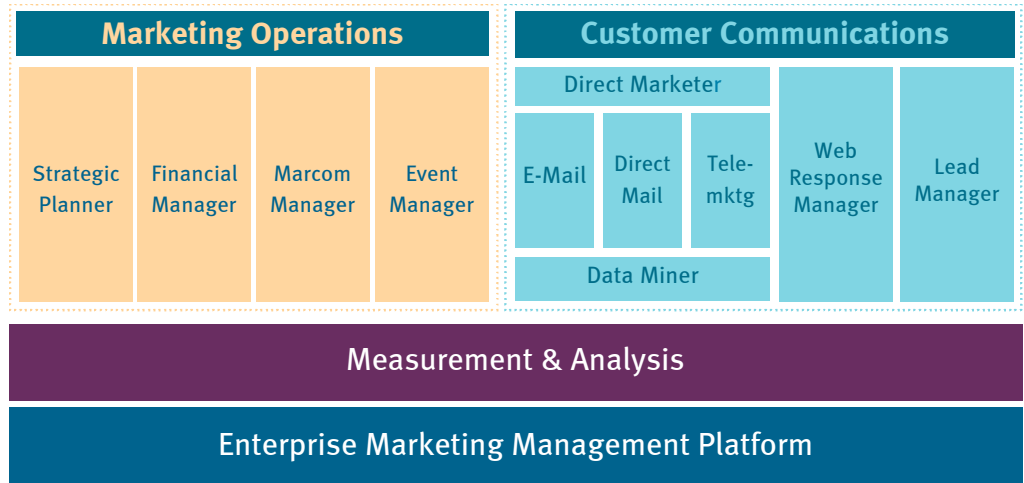 Marketing Operations
Customer Communications
Strategic
Planner
Financial
Manager
Marcom
Manager
Event
Manager
Direct Marketer
E-Mail
Direct
Mail
Tele-
mktg
Data Miner
Web
Response
Manager
Lead
Manager
Measurement & Analysis
Enterprise Marketing Management Platform